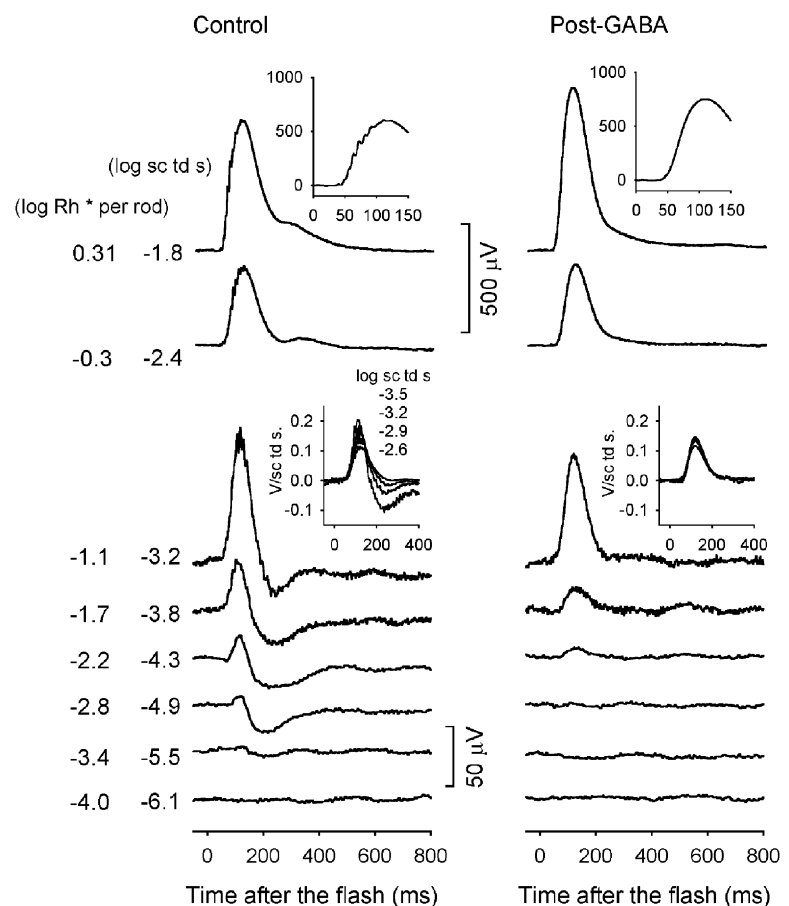 Control Post-GABA
1000
500
0
0 50 100 150
1000
500
0
0 50 100 150
(log sc td s)
(log Rh * per rod)
0.31 -1.8
500 μV
-0.3 -2.4
log sc td s
-3.5
-3.2
-2.9
-2.6
V/sc td s.
0.2
0.1
0.0
-0.1
0 200 400
V/sc td s.
0.2
0.1
0.0
-0.1
0 200 400
-1.1 -3.2
-1.7 -3.8
-2.2 -4.3
-2.8 -4.9
50 μV
-3.4 -5.5
-4.0 -6.1
0 200 400 600 800
0 200 400 600 800
Time after the flash (ms) Time after the flash (ms)